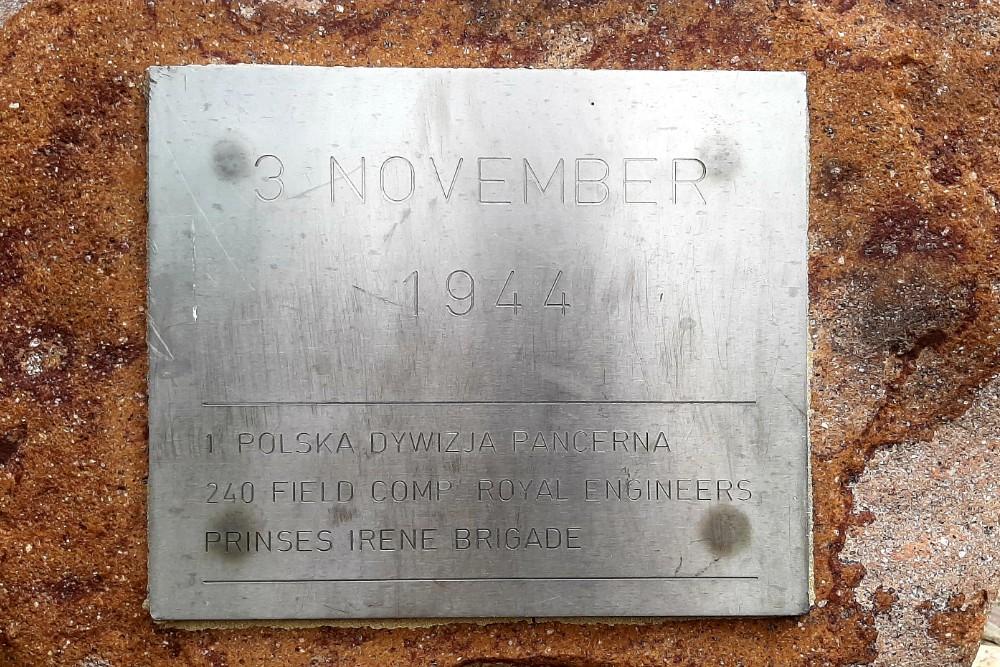 3 NOVEMBER
1944
1 POLSKA DYWIZJA PANCERNA
240 FIELD COMP ROYAL ENGINEERS
PRINSES IRENE BRIGADE